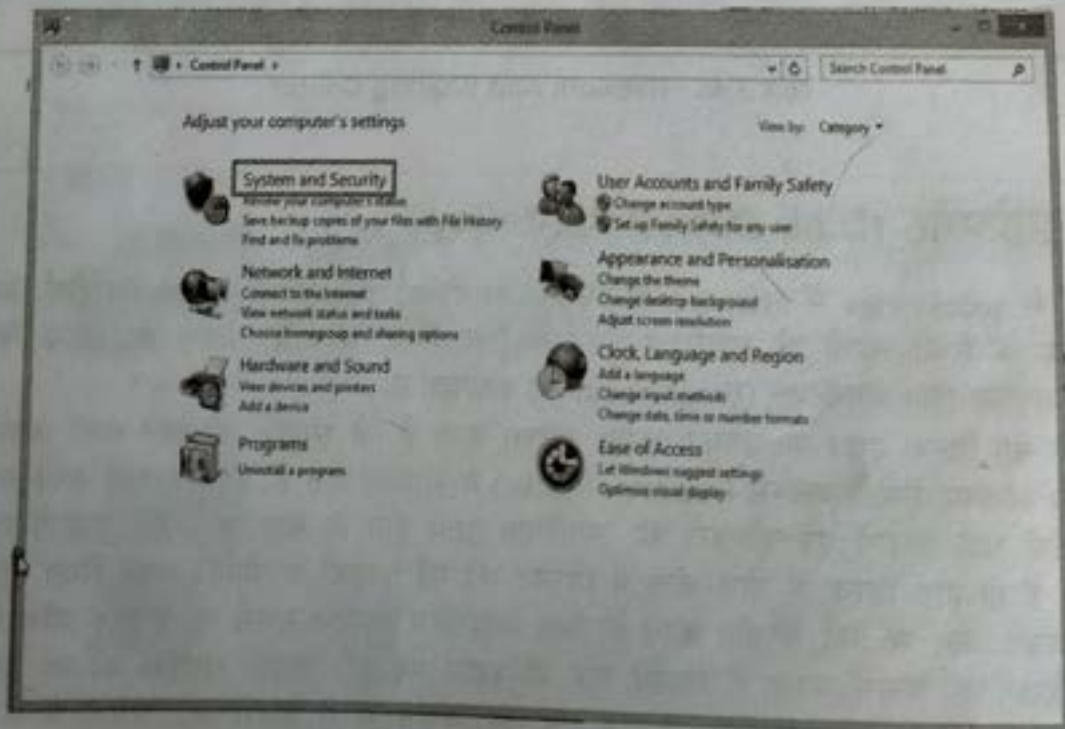 Control Panel
Control Panel
Search Control Panel
Adjust your computer's settings
View by: Category
System and Security
Review your computer's status
Save backup copies of your files with File History
Find and fix problems
Network and Internet
Connect to the Internet
View network status and tasks
Choose homegroup and sharing options
Hardware and Sound
View devices and printers
Add a device
Programs
Uninstall a program
User Accounts and Family Safety
Change account type
Set up Family Safety for any user
Appearance and Personalisation
Change the theme
Change desktop background
Adjust screen resolution
Clock, Language and Region
Add a language
Change input methods
Change date, time or number formats
Ease of Access
Let Windows suggest settings
Optimise visual display